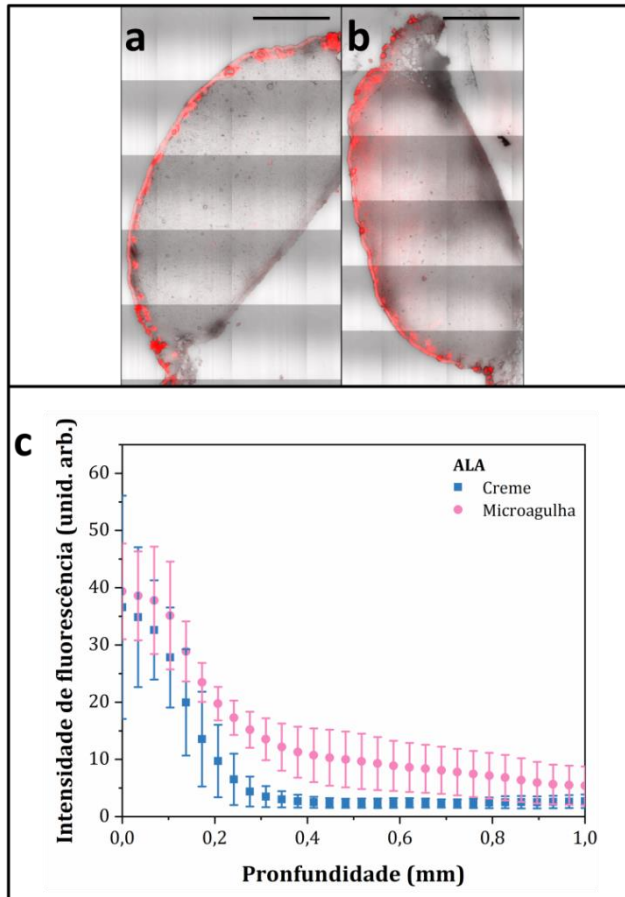 a
b
c
Intensidade de fluorescência (unid. arb.)
60
50
40
30
20
10
0
ALA
Creme
Microagulha
0,0
0,2
0,4
0,6
0,8
1,0
Pronfundidade (mm)